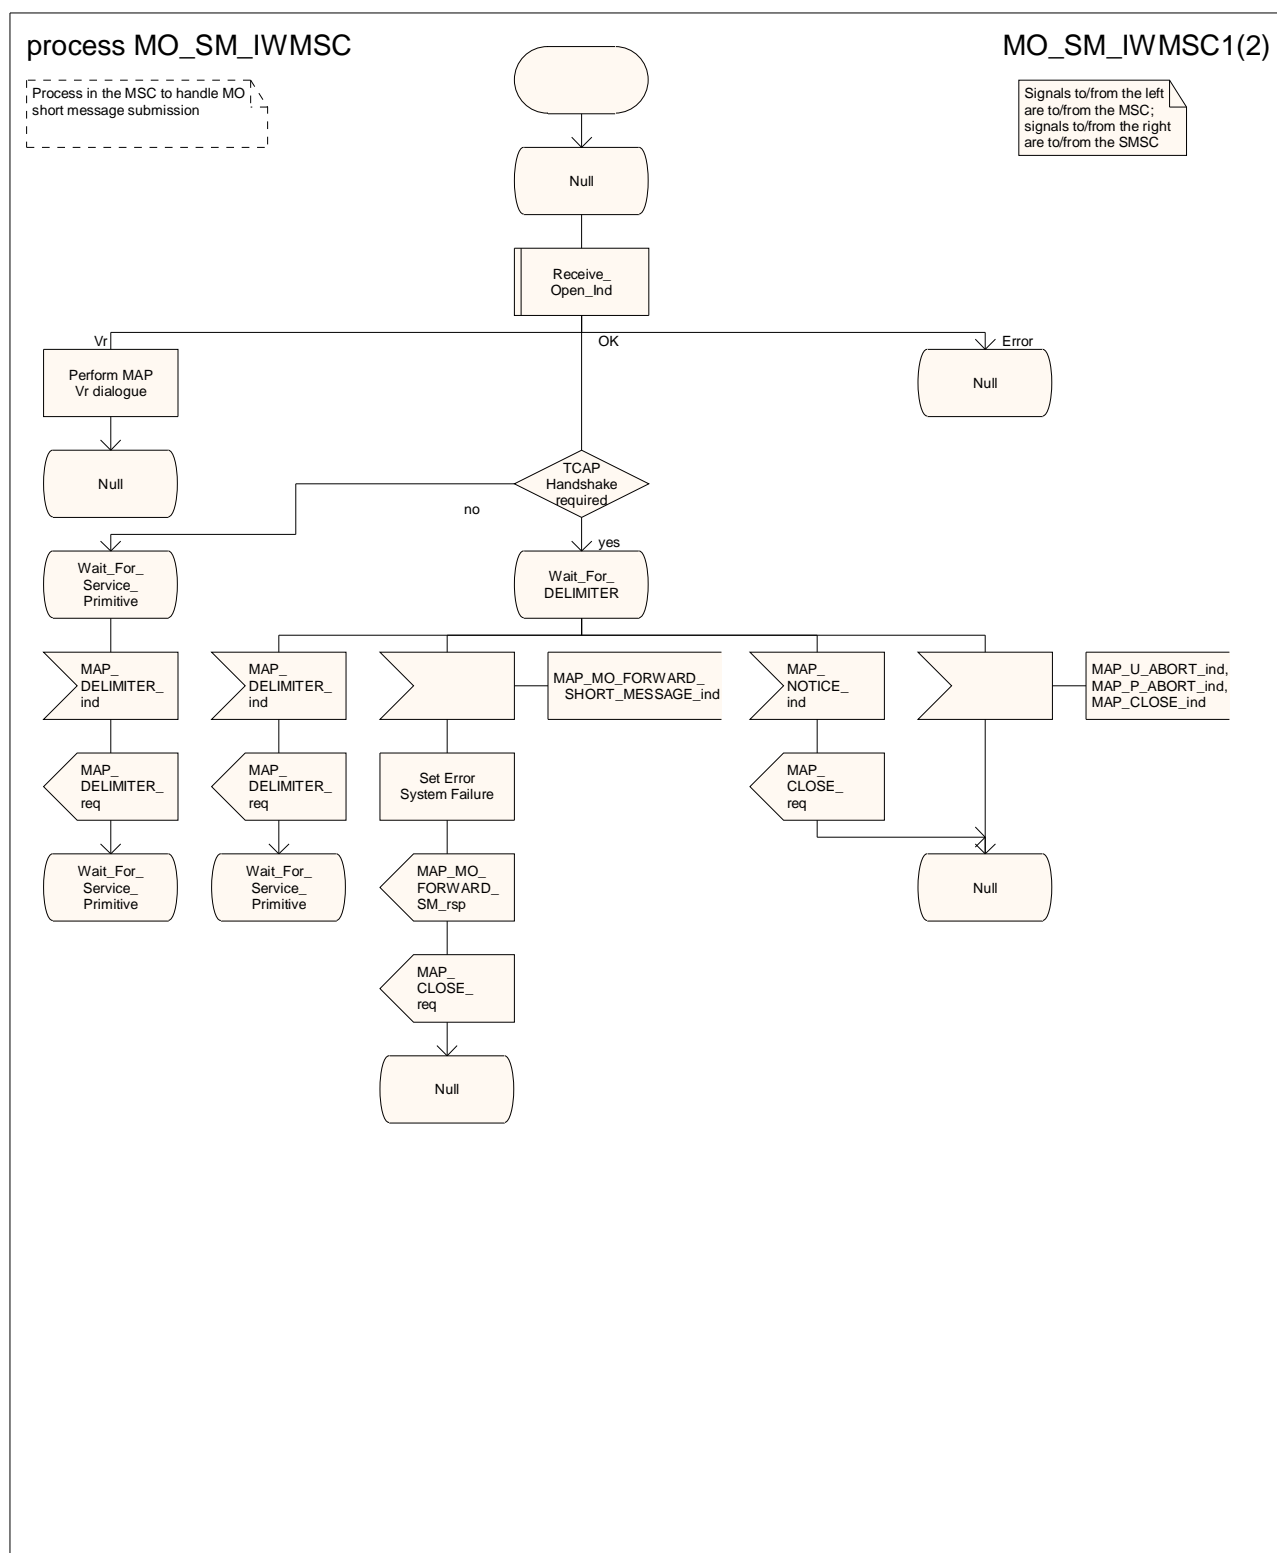 process MO_SM_IWMSC
MO_SM_IWMSC1(2)
Process in the MSC to handle MO
short message submission
Signals to/from the left
are to/from the MSC;
signals to/from the right
are to/from the SMSC
Null
Receive_
Open_Ind
Vr
OK
Error
Perform MAP
Vr dialogue
Null
Null
TCAP
Handshake
required
no
yes
Wait_For_
Service_
Primitive
Wait_For_
DELIMITER
MAP_
DELIMITER_
ind
MAP_
DELIMITER_
ind
MAP_MO_FORWARD_
SHORT_MESSAGE_ind
MAP_
NOTICE_
ind
MAP_U_ABORT_ind,
MAP_P_ABORT_ind,
MAP_CLOSE_ind
MAP_
DELIMITER_
req
MAP_
DELIMITER_
req
Set Error
System Failure
MAP_
CLOSE_
req
Wait_For_
Service_
Primitive
Wait_For_
Service_
Primitive
MAP_MO_
FORWARD_
SM_rsp
Null
MAP_
CLOSE_
req
Null